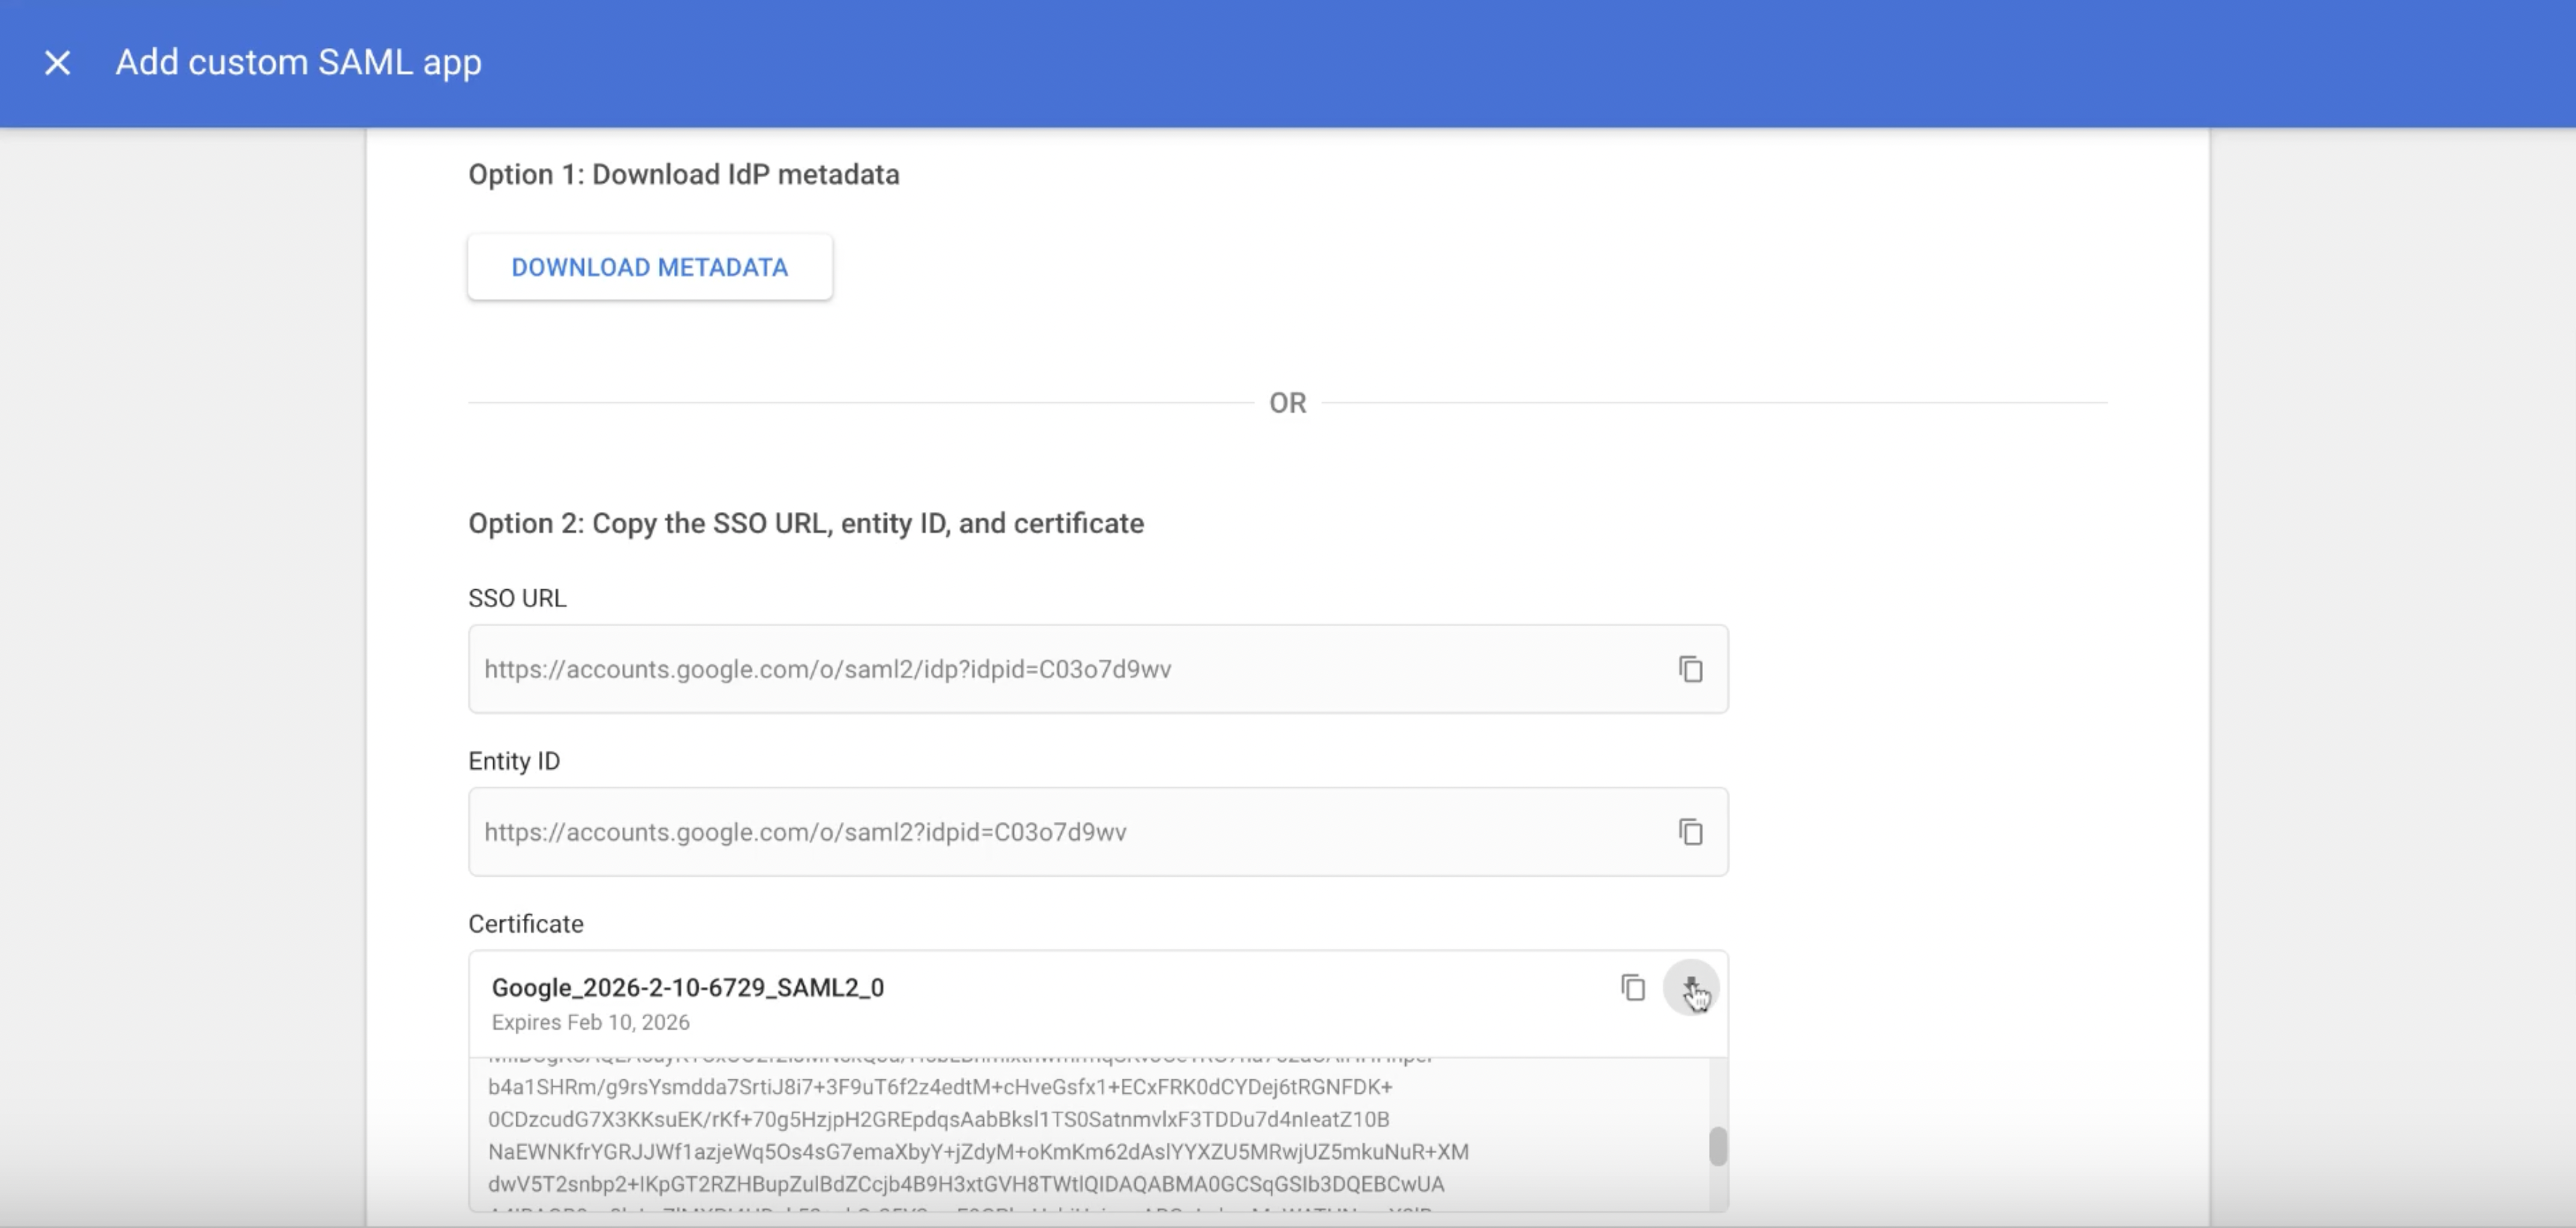 Add custom SAML app
Option 1: Download IdP metadata
DOWNLOAD METADATA
OR
Option 2: Copy the SSO URL, entity ID, and certificate
SSO URL
https://accounts.google.com/o/saml2/idp?idpid=C03o7d9wv
Entity ID
https://accounts.google.com/o/saml2?idpid=C03o7d9wv
Certificate
Google_2026-2-10-6729_SAML2_0
Expires Feb 10, 2026
b4a1SHRm/g9rsYsmdda7SrtiJ8i7+3F9uT6f2z4edtM+cHveGsfx1+ECxFRK0dCYDej6tRGNFDK+
0CDzcudG7X3KKsuEK/rKf+70g5HzjpH2GREpdqsAabBksl1TS0SatnmvlxF3TDDu7d4nIeatZ10B
NaEWNKfrYGRJJWf1azjeWq5Os4sG7emaXbyY+jZdyM+oKmKm62dAslYYXZU5MRwjUZ5mkuNuR+XM
dwV5T2snbp2+IKpGT2RZHBupZulBdZCcjb4B9H3xtGVH8TWtlQIDAQABMA0GCSqGSIb3DQEBCwUA